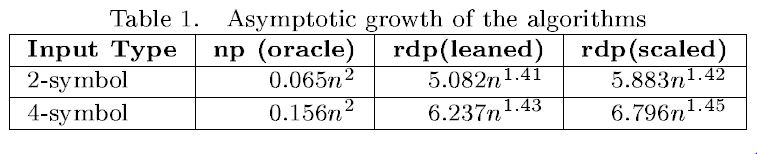 Table 1. Asymptotic growth of the algorithms
Input Type np (oracle) rdp(leaned) rdp(scaled)
2-symbol 0.065n^2 5.082n^1.41 5.883n^1.42
4-symbol 0.156n^2 6.237n^1.43 6.796n^1.45